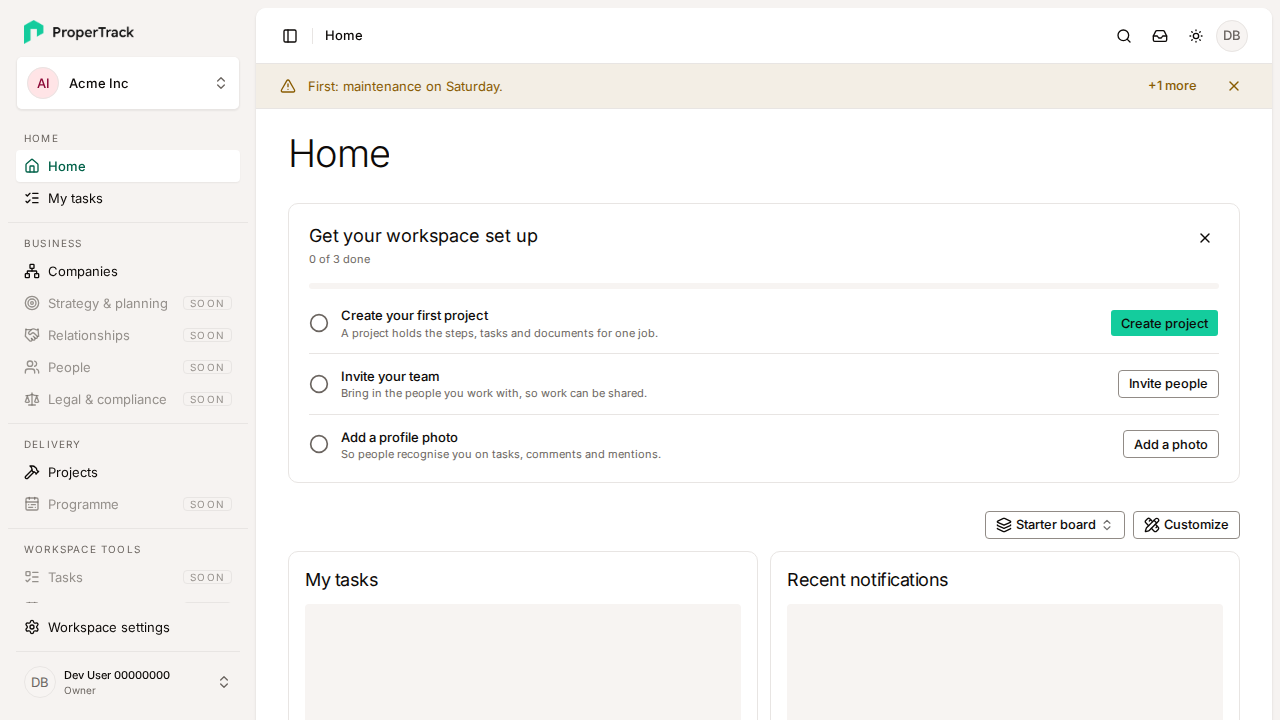 ProperTrack
AI
Acme Inc
HOME
Home
My tasks
BUSINESS
Companies
Strategy & planning SOON
Relationships SOON
People SOON
Legal & compliance SOON
DELIVERY
Projects
Programme SOON
WORKSPACE TOOLS
Tasks SOON
Workspace settings
DB
Dev User 00000000
Owner
Home
DB
First: maintenance on Saturday.
+1 more
Home
Get your workspace set up
0 of 3 done
Create your first project
A project holds the steps, tasks and documents for one job.
Create project
Invite your team
Bring in the people you work with, so work can be shared.
Invite people
Add a profile photo
So people recognise you on tasks, comments and mentions.
Add a photo
Starter board
Customize
My tasks
Recent notifications